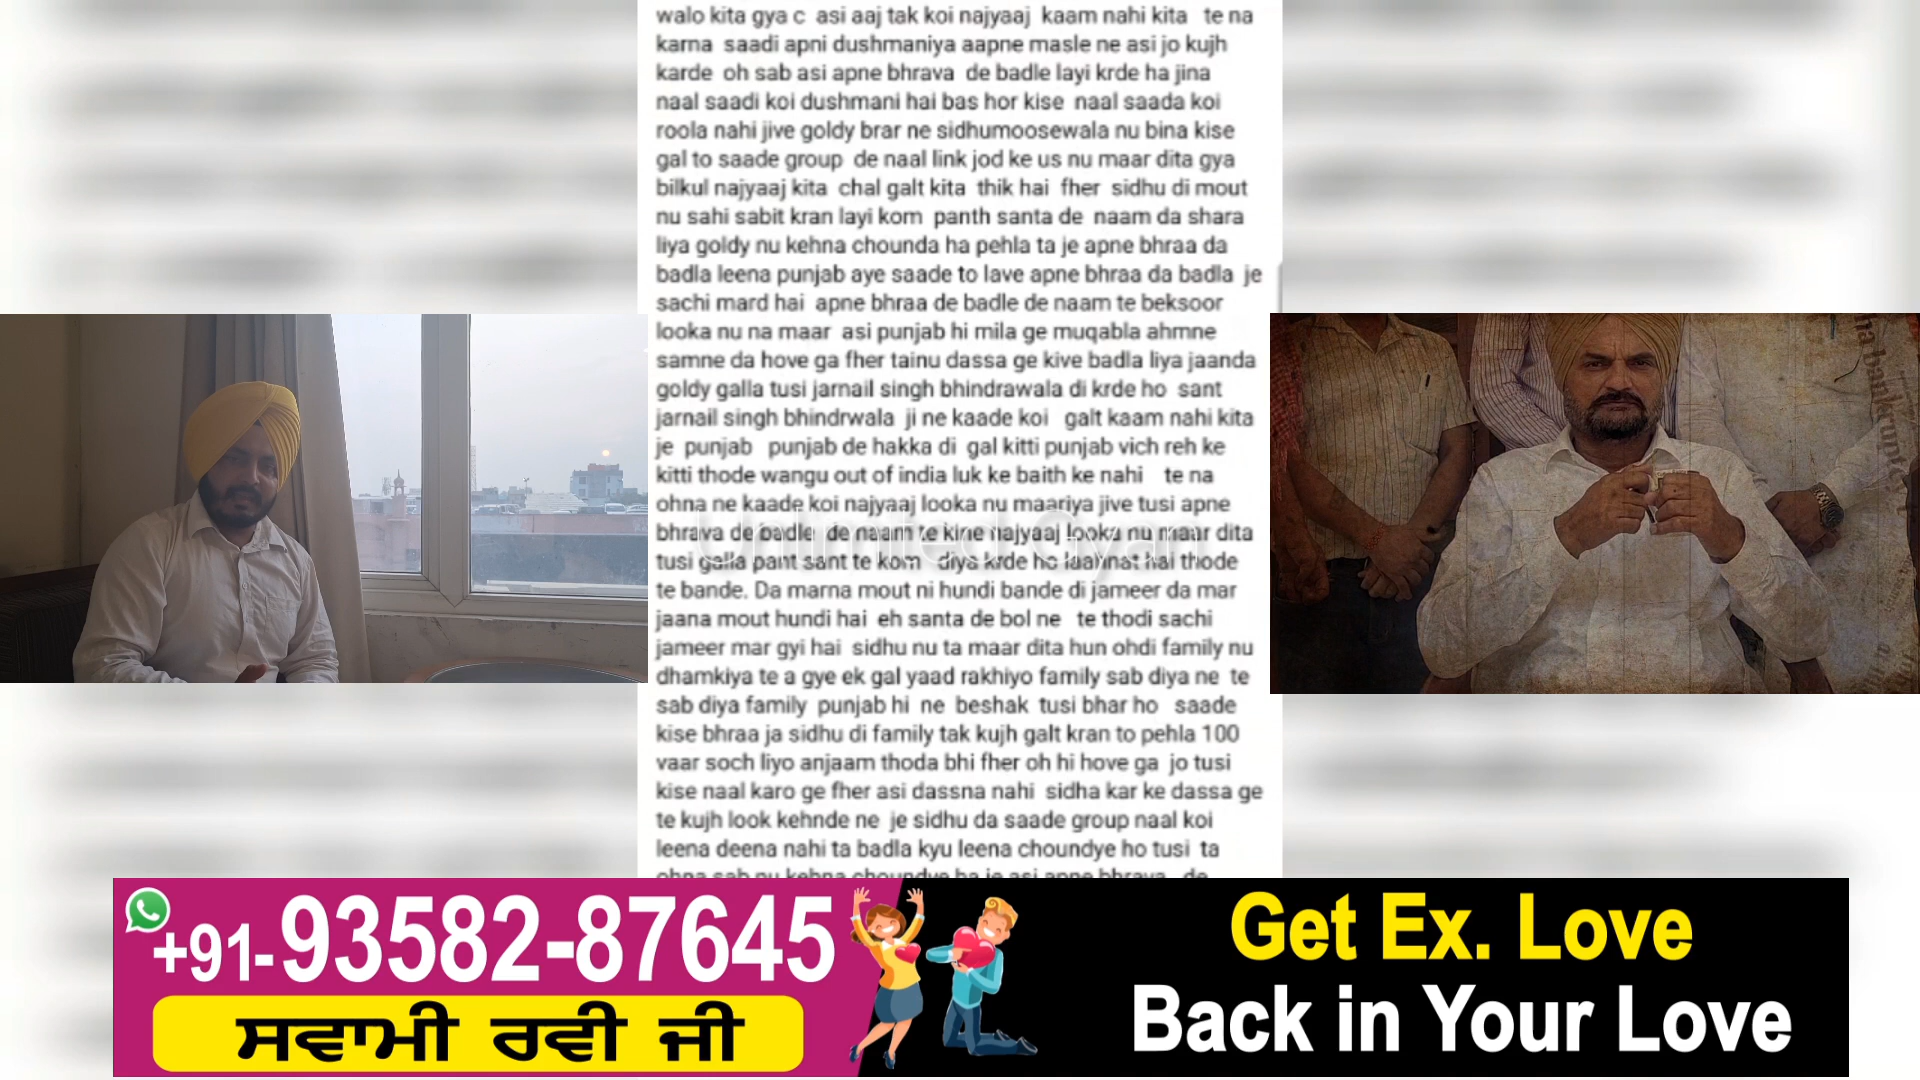 walo kita gya c asi aaj tak koi najyaaj kaam nahi kita te na
karna saadi apni dushmaniya aapne masle ne asi jo kujh
karde oh sab asi apne bhrava de badle layi krde ha jina
naal saadi koi dushmani hai bas hor kise naal saada koi
roola nahi jive goldy brar ne sidhumoosewala nu bina kise
gal to saade group de naal link jod ke us nu maar dita gya
bilkul najyaaj kita chal galt kita thik hai fher sidhu di mout
nu sahi sabit kran layi kom panth santa de naam da shara
liya goldy nu kehna chounda ha pehla ta je apne bhraa da
badla leena punjab aye saade to lave apne bhraa da badla je
sachi mard hai apne bhraa de badle de naam te beksoor
looka nu na maar asi punjab hi mila ge muqabla ahmne
samne da hove ga fher tainu dassa ge kive badla liya jaanda
goldy galla tusi jarnail singh bhindrawala di krde ho sant
jarnail singh bhindrwala ji ne kaade koi galt kaam nahi kita
je punjab punjab de hakka di gal kitti punjab vich reh ke
kitti thode wangu out of india luk ke baith ke nahi te na
ohna ne kaade koi najyaaj looka nu maariya jive tusi apne
bhrava de badle de naam te kine najyaaj looka nu maar dita
tusi galla pant sant te kom diya krde ho laahnat hai thode
te bande. Da marna mout ni hundi bande di jameer da mar
jaana mout hundi hai eh santa de bol ne te thodi sachi
jameer mar gyi hai sidhu nu ta maar dita hun ohdi family nu
dhamkiya te a gye ek gal yaad rakhiyo family sab diya ne te
sab diya family punjab hi ne beshak tusi bhar ho saade
kise bhraa ja sidhu di family tak kujh galt kran to pehla 100
vaar soch liyo anjaam thoda bhi fher oh hi hove ga jo tusi
kise naal karo ge fher asi dassna nahi sidha kar ke dassa ge
te kujh look kehnde ne je sidhu da saade group naal koi
leena deena nahi ta badla kyu leena choundye ho tusi ta
ohna sab nu kehna choundye ha je asi apne bhrava de
Unlimited Gyan
+91-93582-87645
ਸਵਾਮੀ ਰਵੀ ਜੀ
Get Ex. Love
Back in Your Love